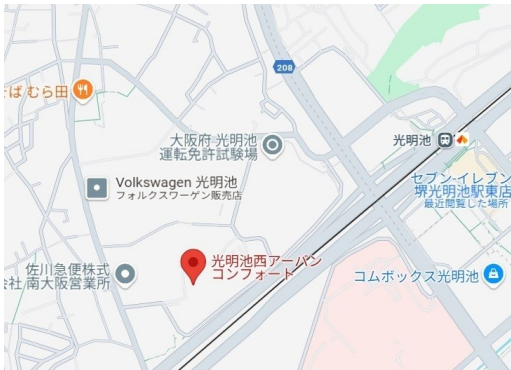 208
そば むら田
大阪府 光明池
運転免許試験場
光明池
Volkswagen 光明池
フォルクスワーゲン販売店
セブン-イレブン
堺光明池駅東店
最近閲覧した場所
光明池西アーバン
コンフォート
佐川急便株式
会社 南大阪営業所
コムボックス光明池